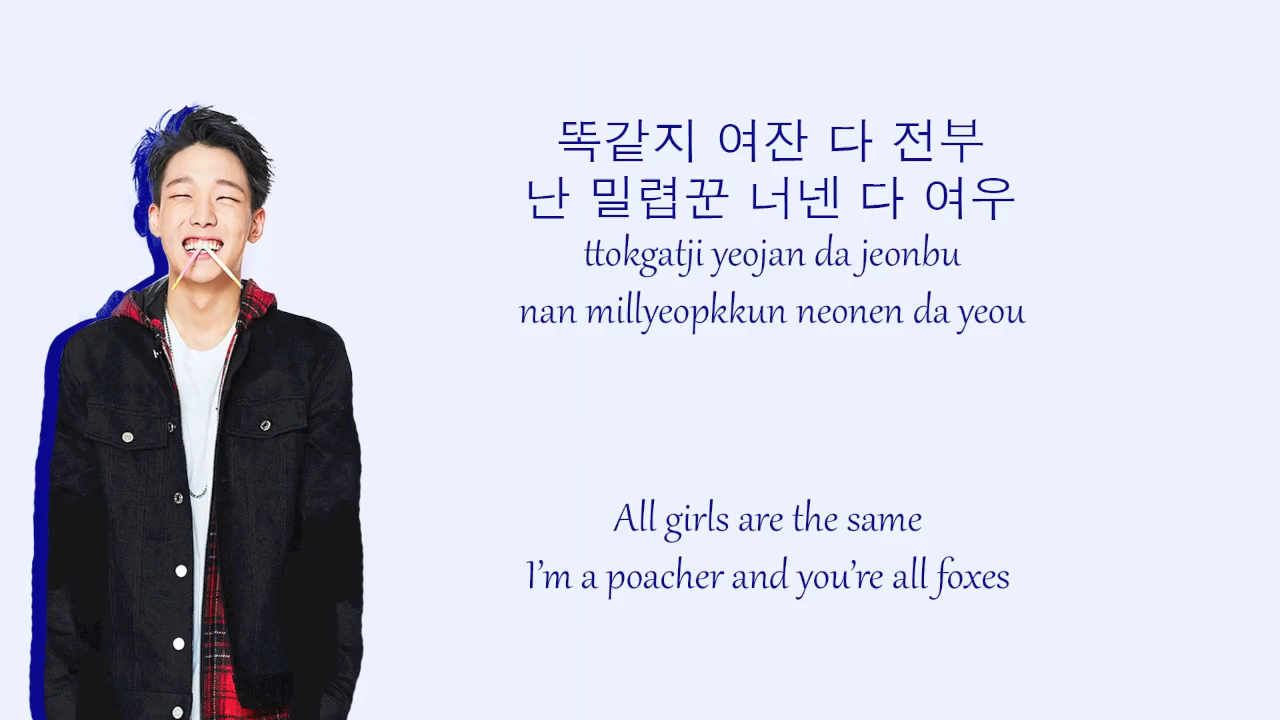 똑같지 여잔 다 전부
난 밀렵꾼 너넨 다 여우
ttokgatji yeojan da jeonbu
nan millyeopkkun neonen da yeou
All girls are the same
I'm a poacher and you're all foxes